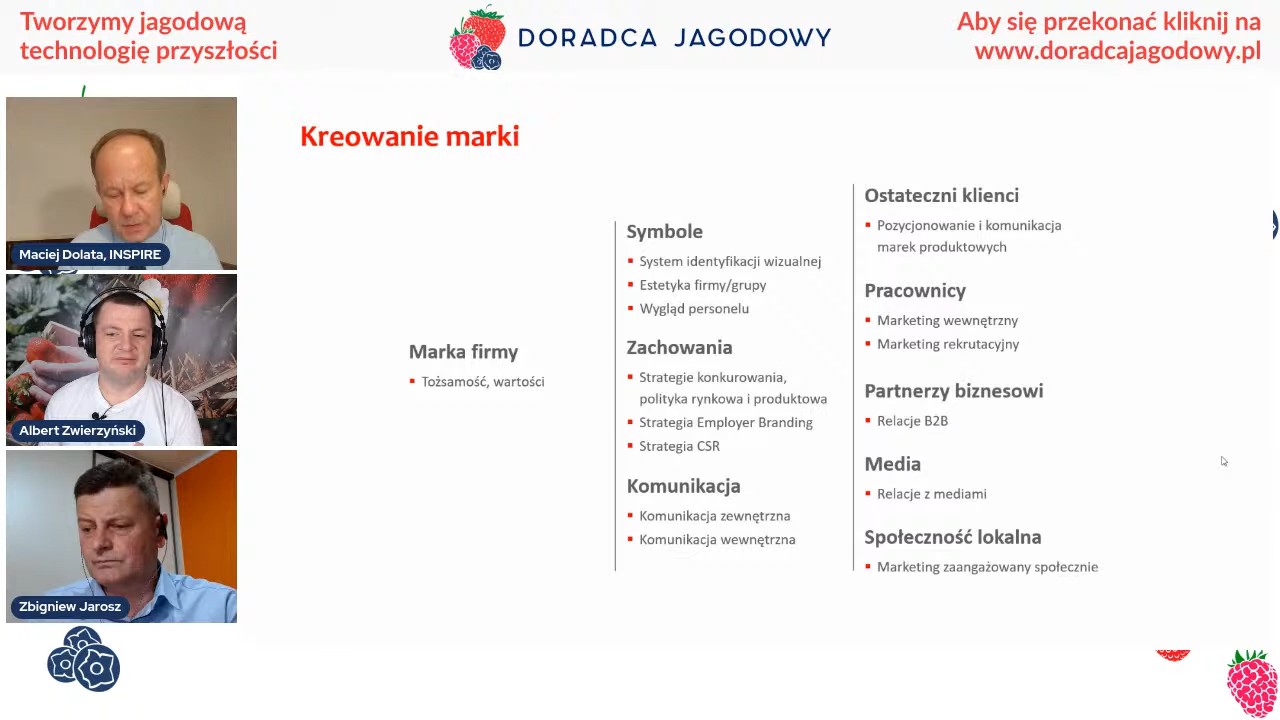 Tworzymy jagodową
technologię przyszłości
DORADCA JAGODOWY
Aby się przekonać kliknij na
www.doradcajagodowy.pl
Maciej Dolata, INSPIRE
Albert Zwierzyński
Zbigniew Jarosz
Kreowanie marki
Marka firmy
Tożsamość, wartości
Symbole
System identyfikacji wizualnej
Estetyka firmy/grupy
Wygląd personelu
Zachowania
Strategie konkurowania,
polityka rynkowa i produktowa
Strategia Employer Branding
Strategia CSR
Komunikacja
Komunikacja zewnętrzna
Komunikacja wewnętrzna
Ostateczni klienci
Pozycjonowanie i komunikacja
marek produktowych
Pracownicy
Marketing wewnętrzny
Marketing rekrutacyjny
Partnerzy biznesowi
Relacje B2B
Media
Relacje z mediami
Społeczność lokalna
Marketing zaangażowany społecznie